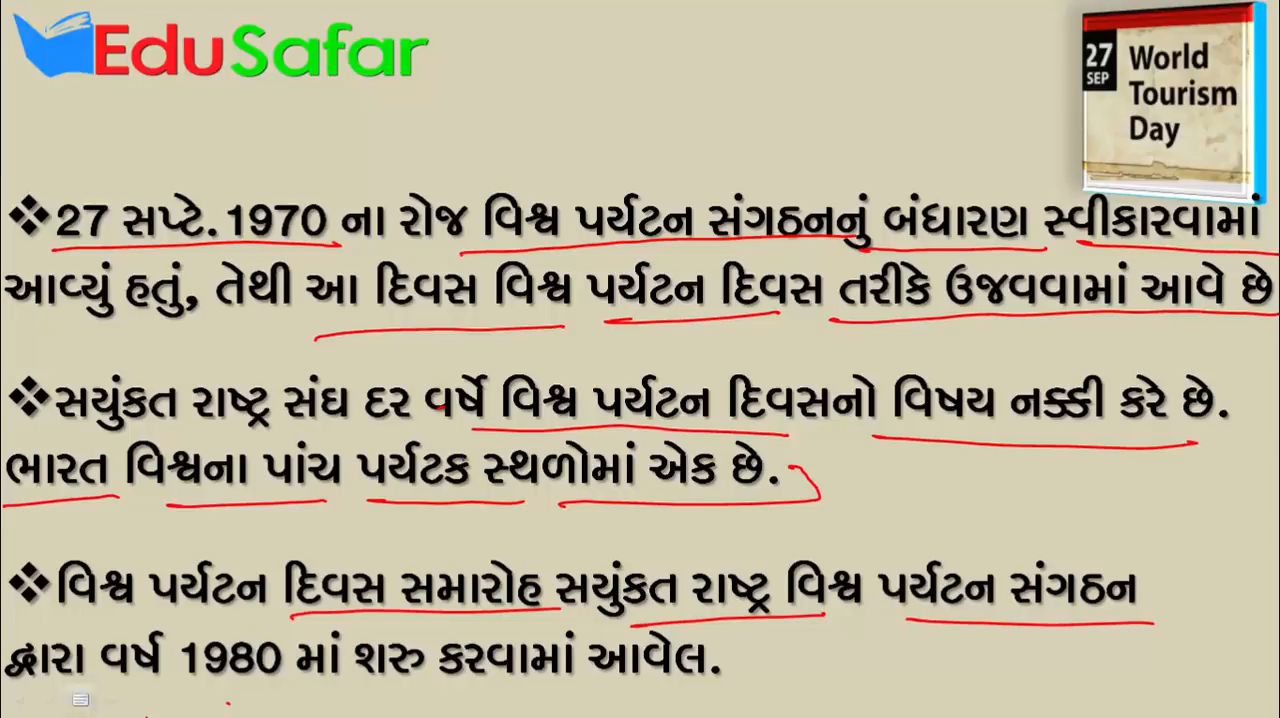 EduSafar
27 SEP
World
Tourism
Day
❖27 સપ્ટે.1970 ના રોજ વિશ્વ પર્યટન સંગઠનનું બંધારણ સ્વીકારવામાં
આવ્યું હતું, તેથી આ દિવસ વિશ્વ પર્યટન દિવસ તરીકે ઉજવવામાં આવે છે
❖સયુંકત રાષ્ટ્ર સંઘ દર વર્ષે વિશ્વ પર્યટન દિવસનો વિષય નક્કી કરે છે.
ભારત વિશ્વના પાંચ પર્યટક સ્થળોમાં એક છે.
❖વિશ્વ પર્યટન દિવસ સમારોહ સયુંકત રાષ્ટ્ર વિશ્વ પર્યટન સંગઠન
દ્વારા વર્ષ 1980 માં શરુ કરવામાં આવેલ.